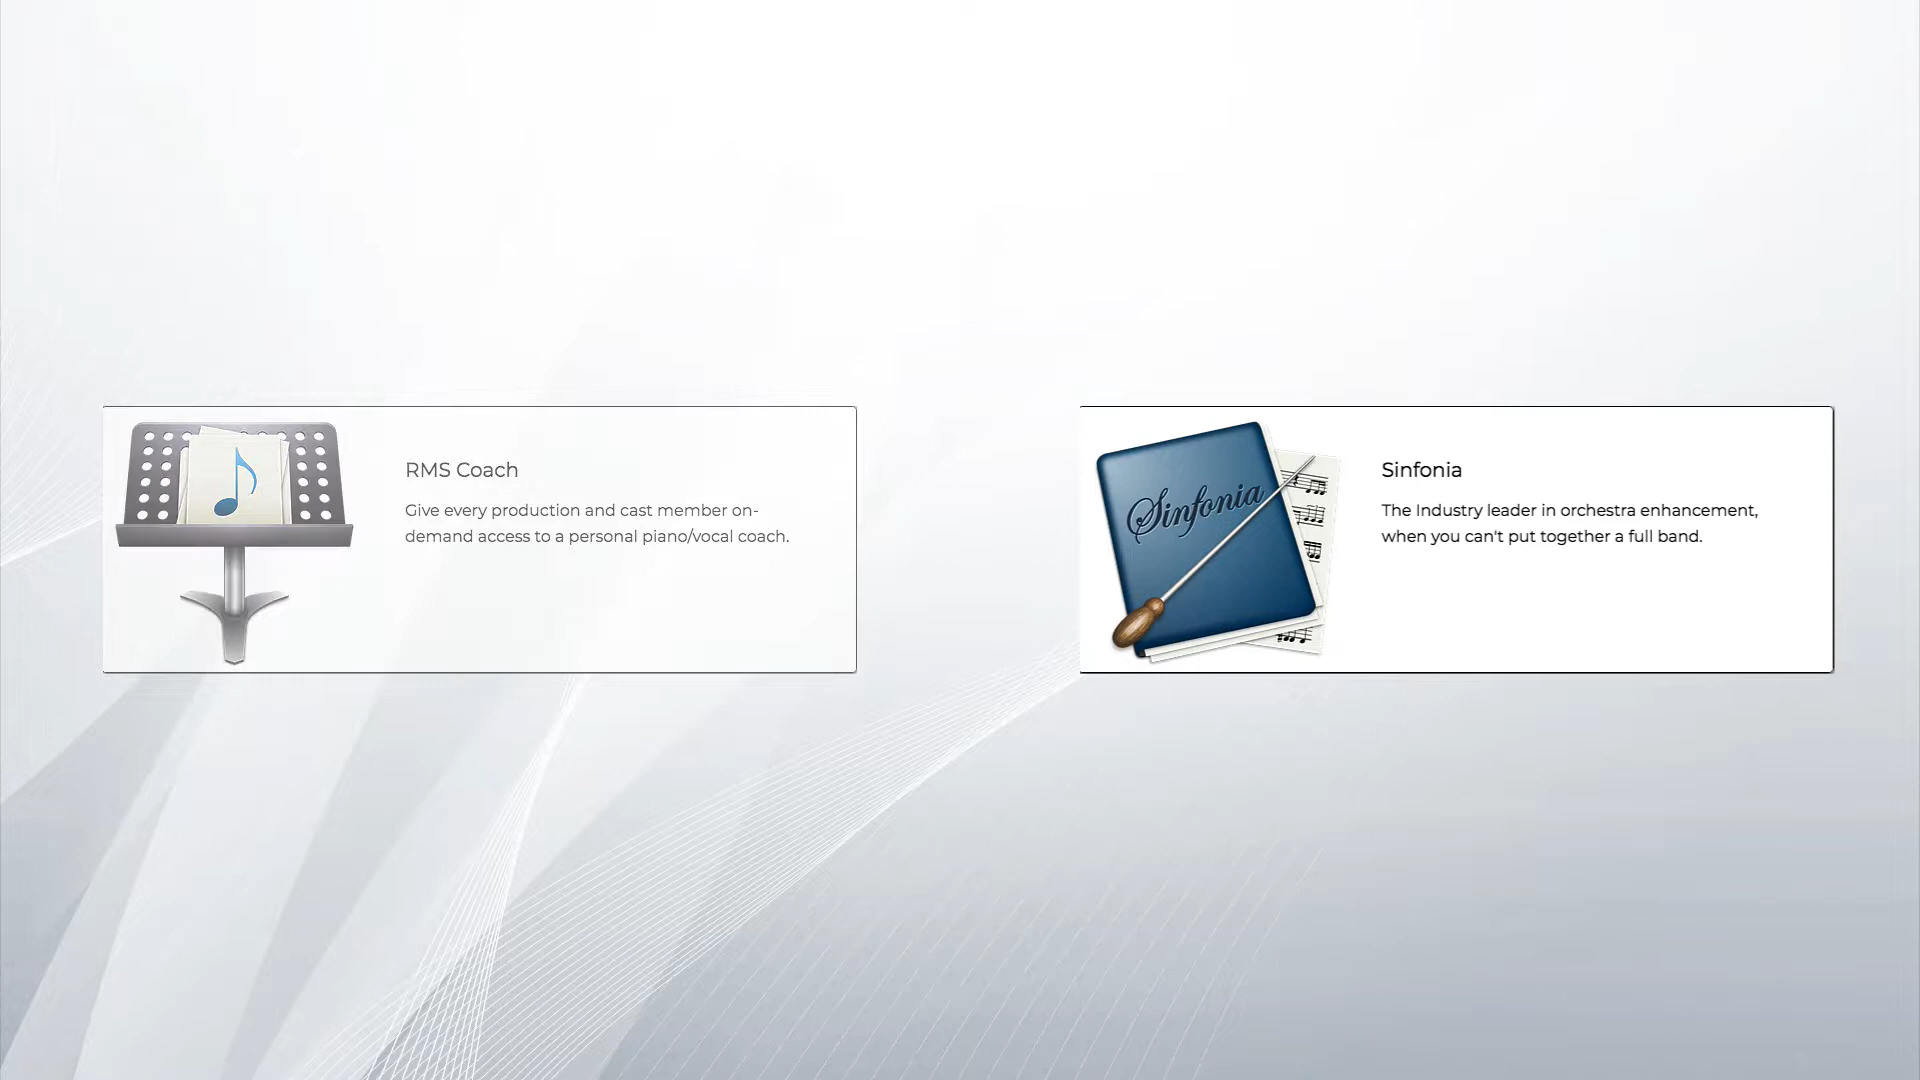 RMS Coach
Give every production and cast member on-
demand access to a personal piano/vocal coach.
Sinfonia
Sinfonia
The Industry leader in orchestra enhancement,
when you can't put together a full band.